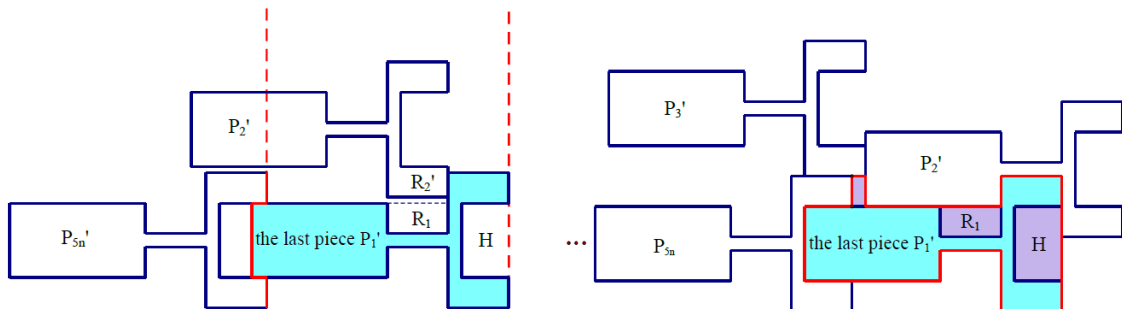 P₂'
R₂'
P₅ₙ'
the last piece P₁'
R₁
H
...
P₃'
P₂'
P₅ₙ
the last piece P₁'
R₁
H